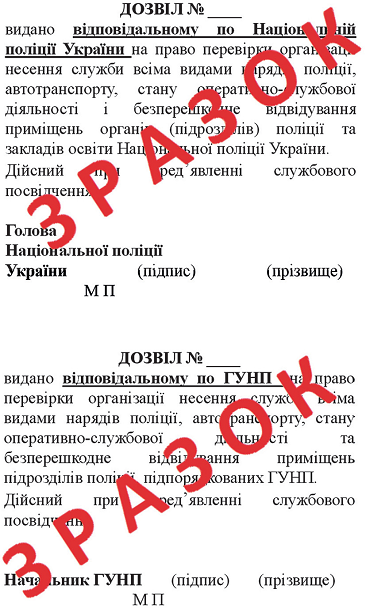 ДОЗВІЛ № ____
видано відповідальному по Національній
поліції України на право перевірки організації
несення служби всіма видами нарядів поліції,
автотранспорту, стану оперативно-службової
діяльності і безперешкодне відвідування
приміщень органів (підрозділів) поліції та
закладів освіти Національної поліції України.
Дійсний при пред`явленні службового
посвідчення.
Голова
Національної поліції
України (підпис) (прізвище)
М П
ЗРАЗОК
ДОЗВІЛ № ____
видано відповідальному по ГУНП на право
перевірки організації несення служби всіма
видами нарядів поліції, автотранспорту, стану
оперативно-службової діяльності та
безперешкодне відвідування приміщень
підрозділів поліції, підпорядкованих ГУНП.
Дійсний при пред`явленні службового
посвідчення.
Начальник ГУНП (підпис) (прізвище)
М П
ЗРАЗОК